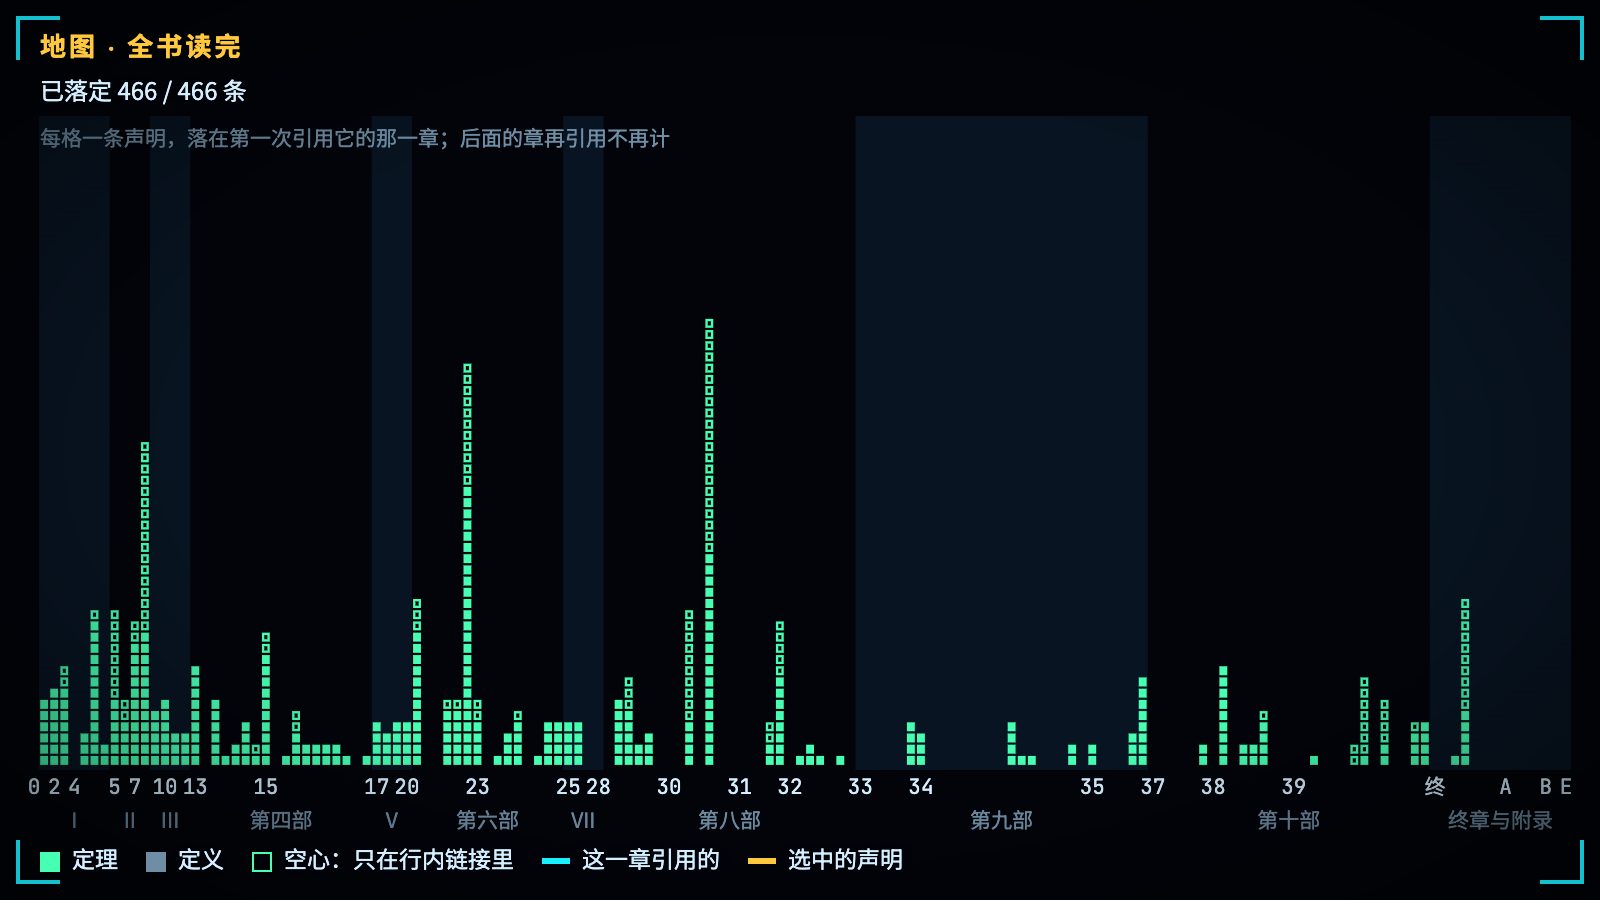 地图 · 全书读完
已落定 466 / 466 条
每格一条声明，落在第一次引用它的那一章；后面的章再引用不再计
0 2 4 5 7 10 13 15 17 20 23 25 28 30 31 32 33 34 35 37 38 39 终 A B E
I II III 第四部 V 第六部 VII 第八部 第九部 第十部 终章与附录
定理 定义 空心：只在行内链接里 这一章引用的 选中的声明